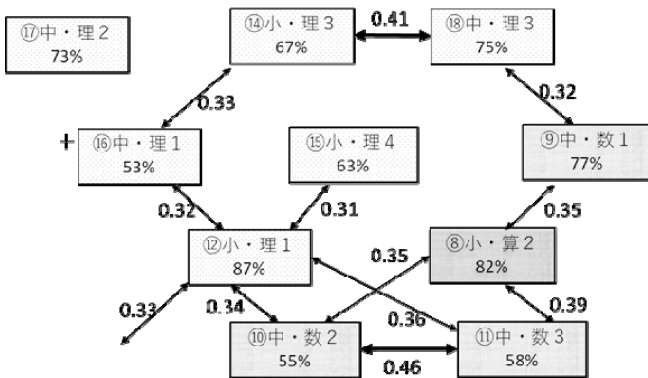 ⑰中・理2
73%
⑭小・理3
67%
0.41
⑱中・理3
75%
0.33
0.32
⑯中・理1
53%
⑮小・理4
63%
⑨中・数1
77%
0.32
0.31
0.35
⑫小・理1
87%
0.35
⑧小・算2
82%
0.33
0.34
0.36
0.39
⑩中・数2
55%
0.46
⑪中・数3
58%